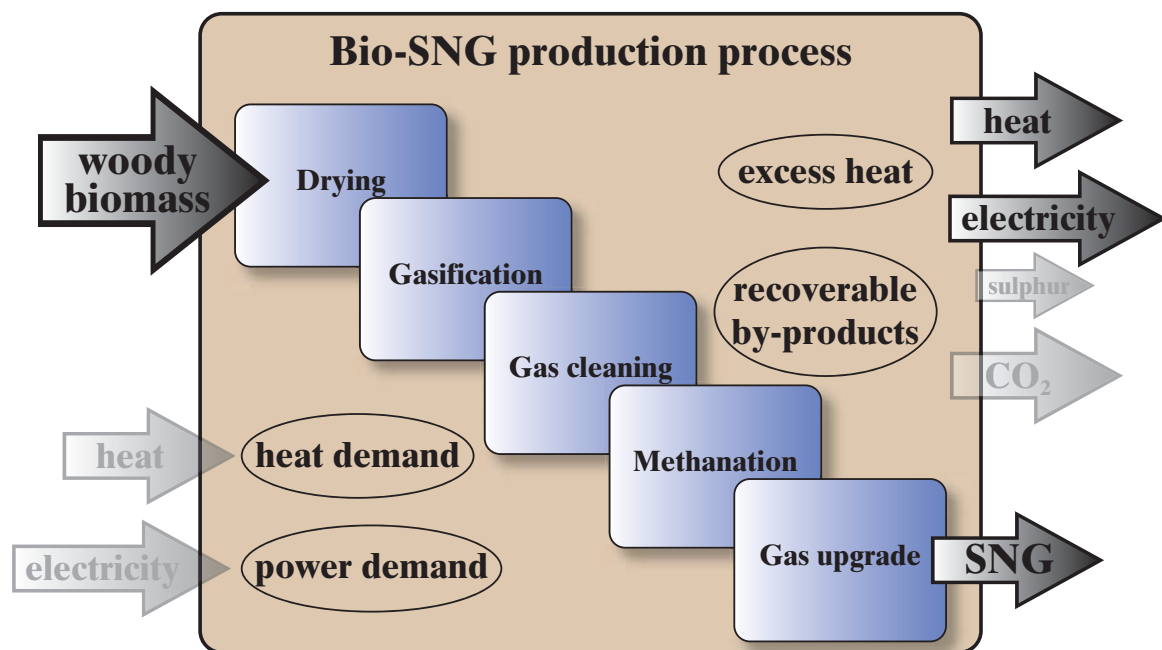 Bio-SNG production process
woody
biomass
Drying
Gasification
Gas cleaning
Methanation
Gas upgrade
excess heat
recoverable
by-products
heat demand
power demand
heat
electricity
heat
electricity
sulphur
CO₂
SNG